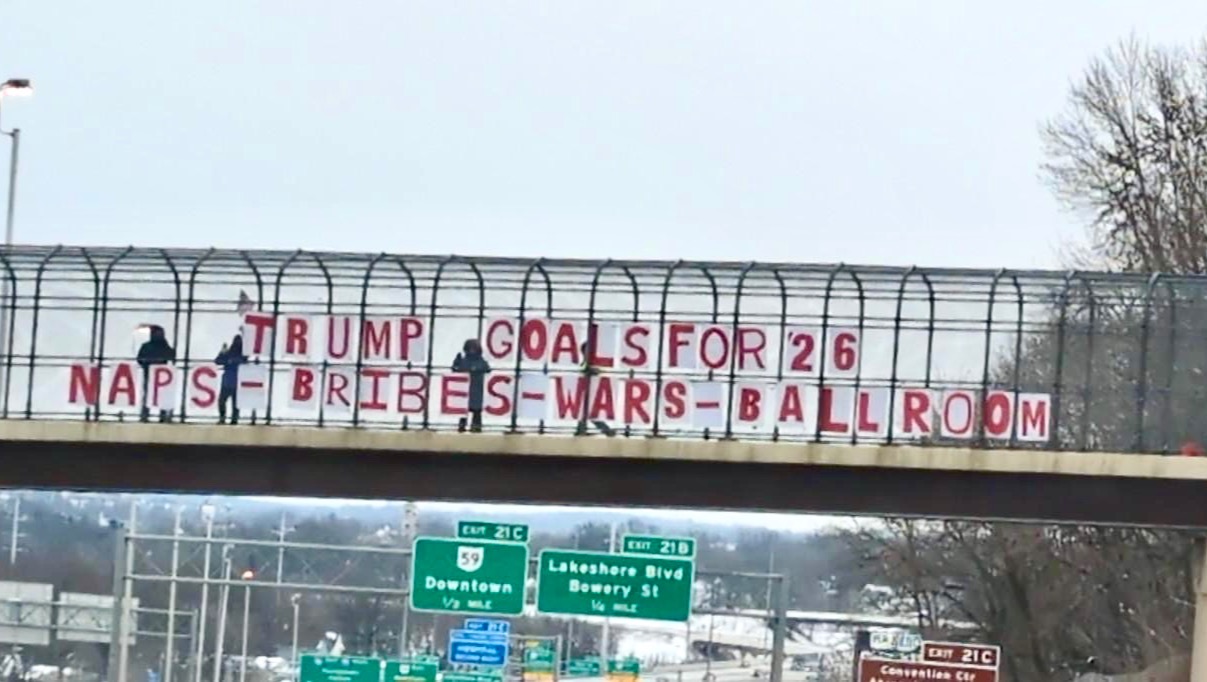 TRUMP GOALS FOR '26
NAPS - BRIBES - WARS - BALLROOM
EXIT 21C
59
Downtown
1/2 MILE
EXIT 21B
Lakeshore Blvd
Bowery St
1/4 MILE
EXIT 21C
Convention Ctr